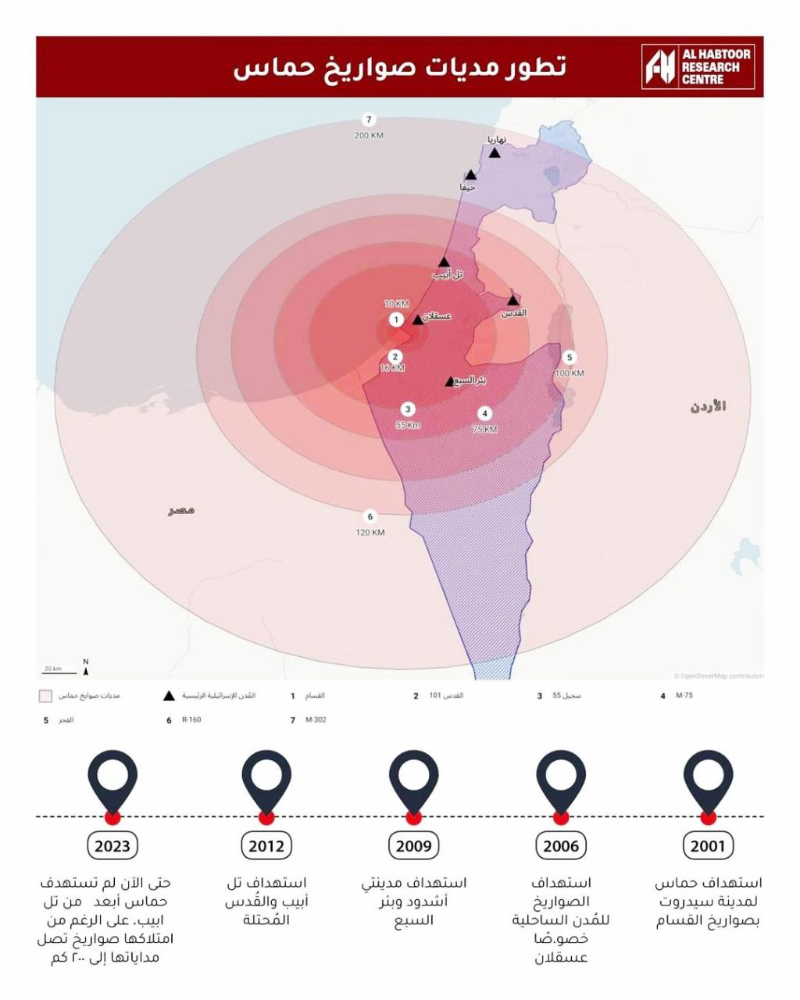 تطور مديات صواريخ حماس
AL HABTOOR
RESEARCH
CENTRE
7
200 KM
نهاريا
حيفا
تل أبيب
10 KM
1
عسقلان
القدس
2
16 KM
5
100 KM
بئر السبع
3
55 Km
4
75 KM
الأردن
مصر
6
120 KM
20 km
N
© OpenStreetMap contributors
مديات صوايخ حماس
المُدن الإسرائيلية الرئيسية
1 القسام
2 القدس 101
3 سجيل 55
4 M-75
5 الفجر
6 R-160
7 M-302
2001
استهداف حماس
لمدينة سيدروت
بصواريخ القسام
2006
استهداف
الصواريخ
للمُدن الساحلية
خصو،صًا
عسقلان
2009
استهداف مدينتي
أشدود وبئر
السبع
2012
استهداف تل
أبيب والقُدس
المُحتلة
2023
حتى الآن لم تستهدف
حماس أبعد من تل
ابيب، على الرغم من
امتلاكها صواريخ تصل
مداياتها إلى ٢٠٠ كم